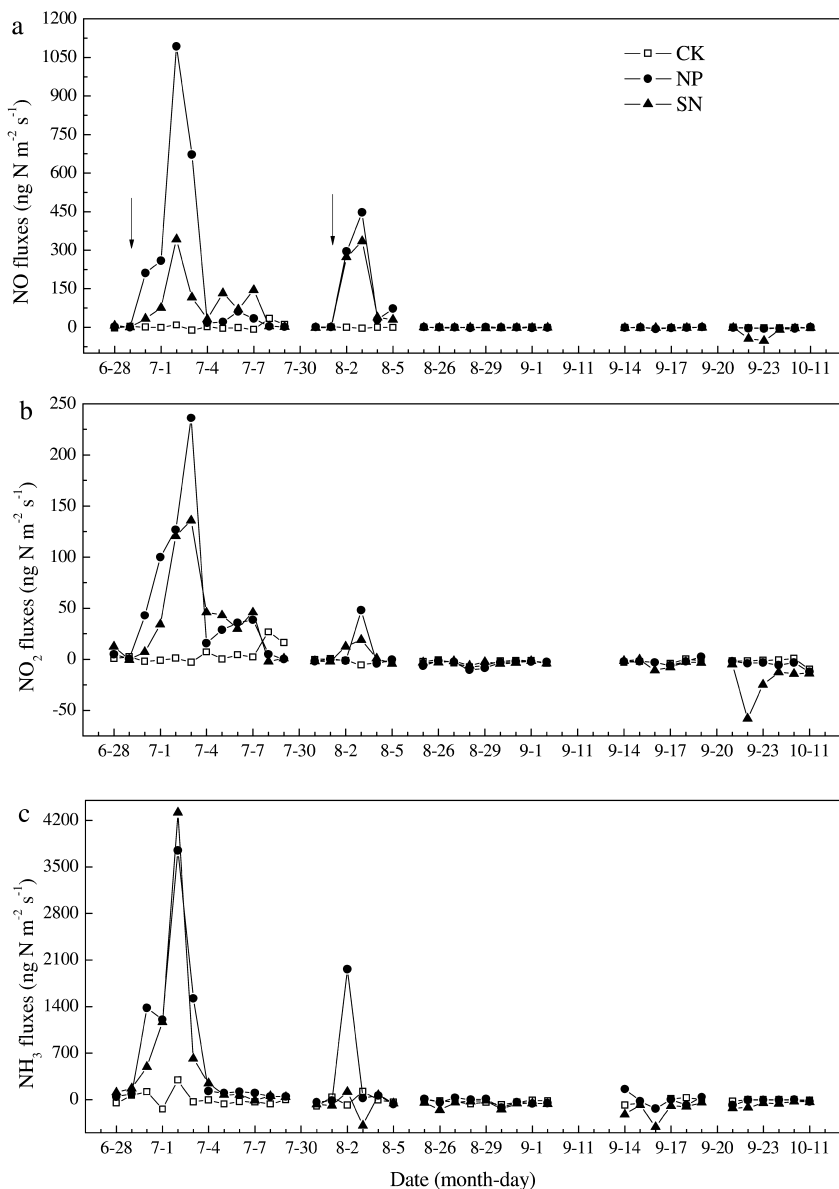 a
1200
1050
900
750
600
450
300
150
0
NO fluxes (ng N m⁻² s⁻¹)
CK
NP
SN
6-28 7-1 7-4 7-7 7-30 8-2 8-5 8-26 8-29 9-1 9-11 9-14 9-17 9-20 9-23 10-11
b
250
200
150
100
50
0
-50
NO₂ fluxes (ng N m⁻² s⁻¹)
6-28 7-1 7-4 7-7 7-30 8-2 8-5 8-26 8-29 9-1 9-11 9-14 9-17 9-20 9-23 10-11
c
4200
3500
2800
2100
1400
700
0
NH₃ fluxes (ng N m⁻² s⁻¹)
6-28 7-1 7-4 7-7 7-30 8-2 8-5 8-26 8-29 9-1 9-11 9-14 9-17 9-20 9-23 10-11
Date (month-day)